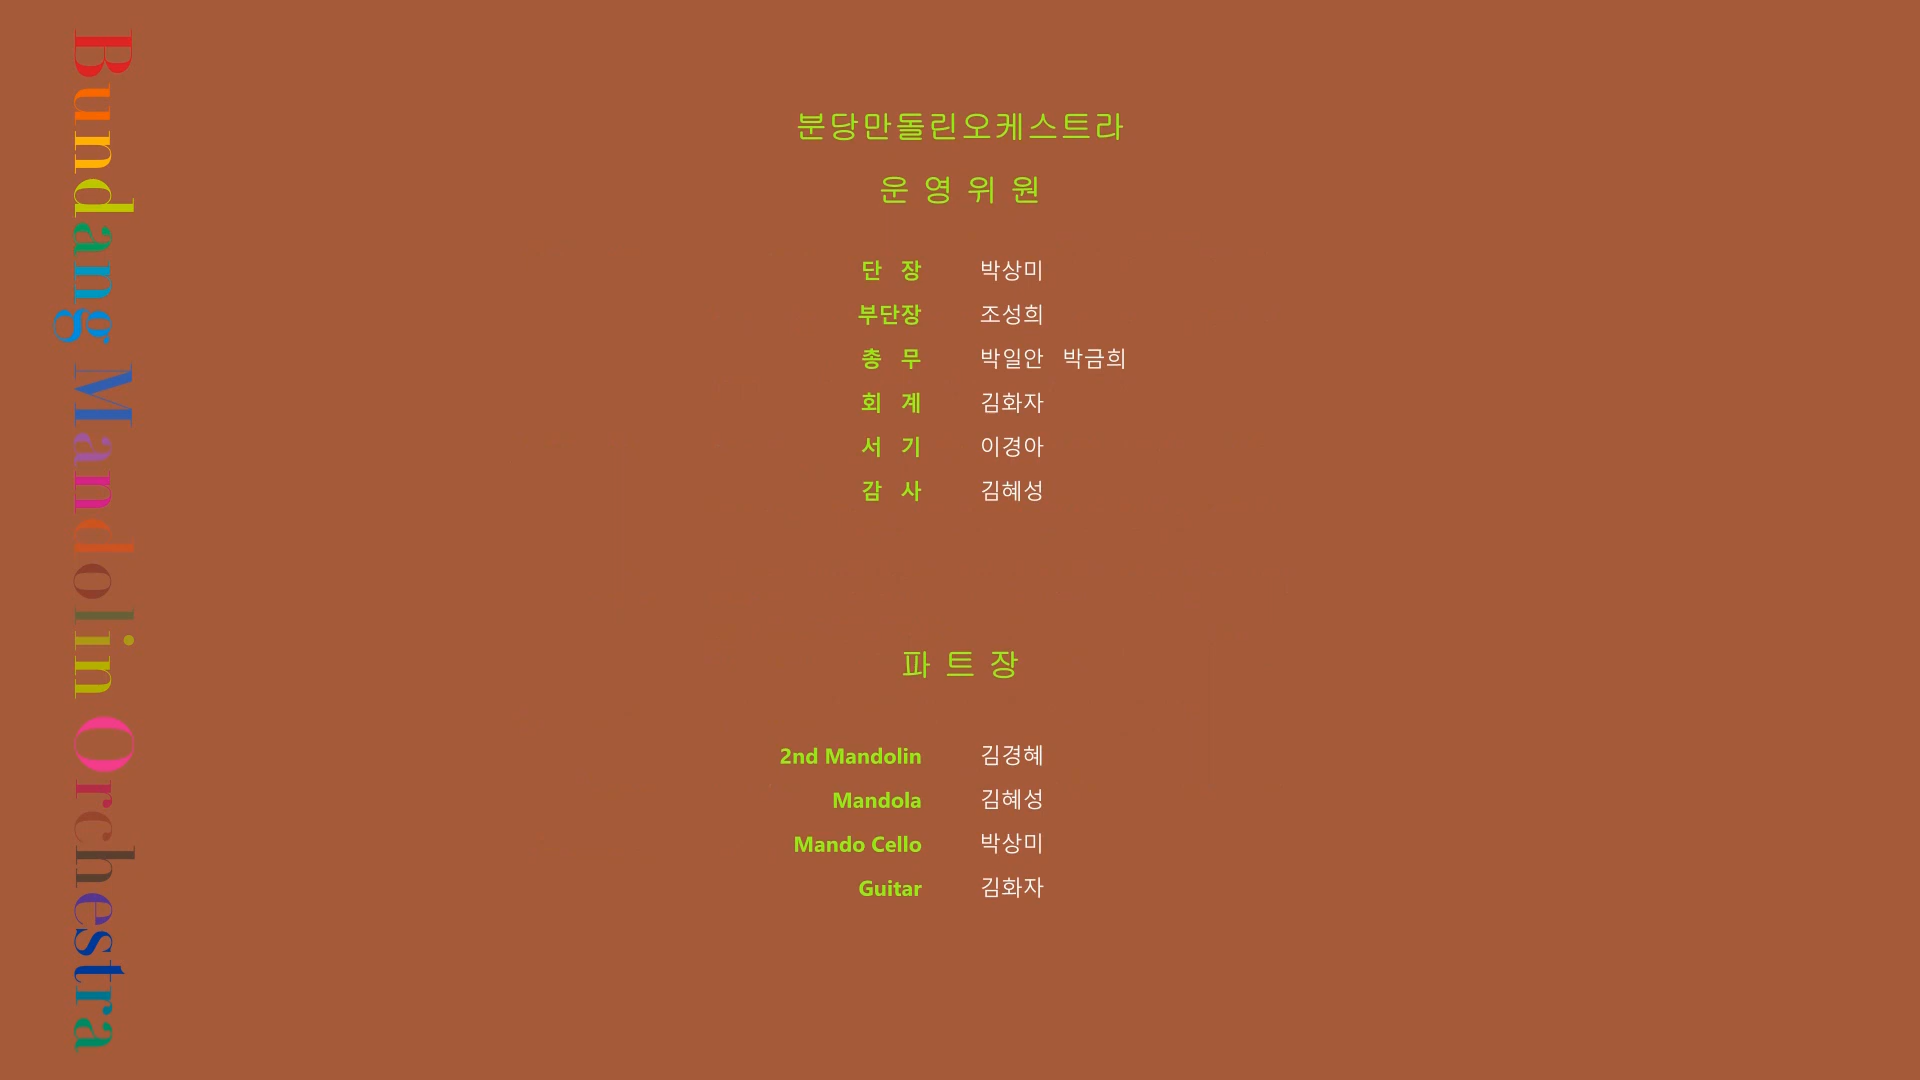 Bundang Mandolin Orchestra
분당만돌린오케스트라
운 영 위 원
단 장 박상미
부단장 조성희
총 무 박일안 박금희
회 계 김화자
서 기 이경아
감 사 김혜성
파 트 장
2nd Mandolin 김경혜
Mandola 김혜성
Mando Cello 박상미
Guitar 김화자